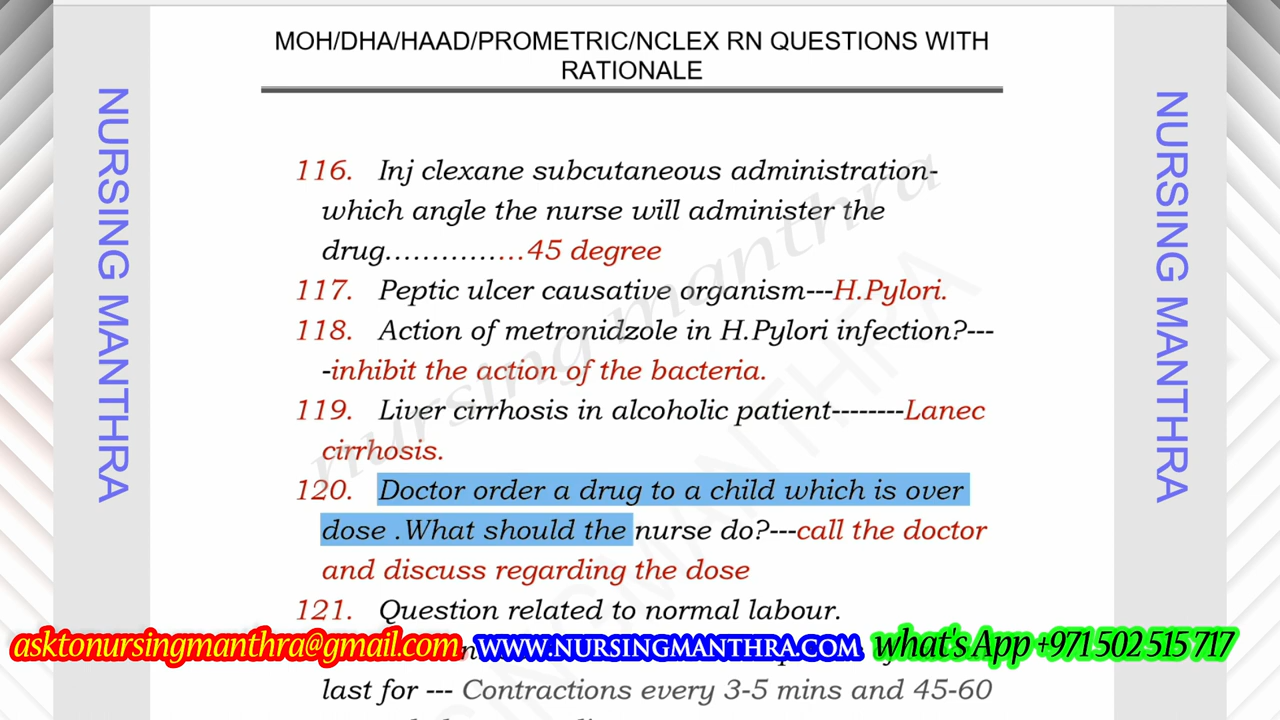 MOH/DHA/HAAD/PROMETRIC/NCLEX RN QUESTIONS WITH
RATIONALE
NURSING MANTHRA
NURSING MANTHRA
nursing manthra
116. Inj clexane subcutaneous administration-
which angle the nurse will administer the
drug................45 degree
117. Peptic ulcer causative organism---H.Pylori.
118. Action of metronidzole in H.Pylori infection?---
-inhibit the action of the bacteria.
119. Liver cirrhosis in alcoholic patient--------Lanec
cirrhosis.
120. Doctor order a drug to a child which is over
dose .What should the nurse do?---call the doctor
and discuss regarding the dose
121. Question related to normal labour.
asktonursingmanthra@gmail.com WWW.NURSINGMANTHRA.COM what's App +971 502 515 717
last for --- Contractions every 3-5 mins and 45-60